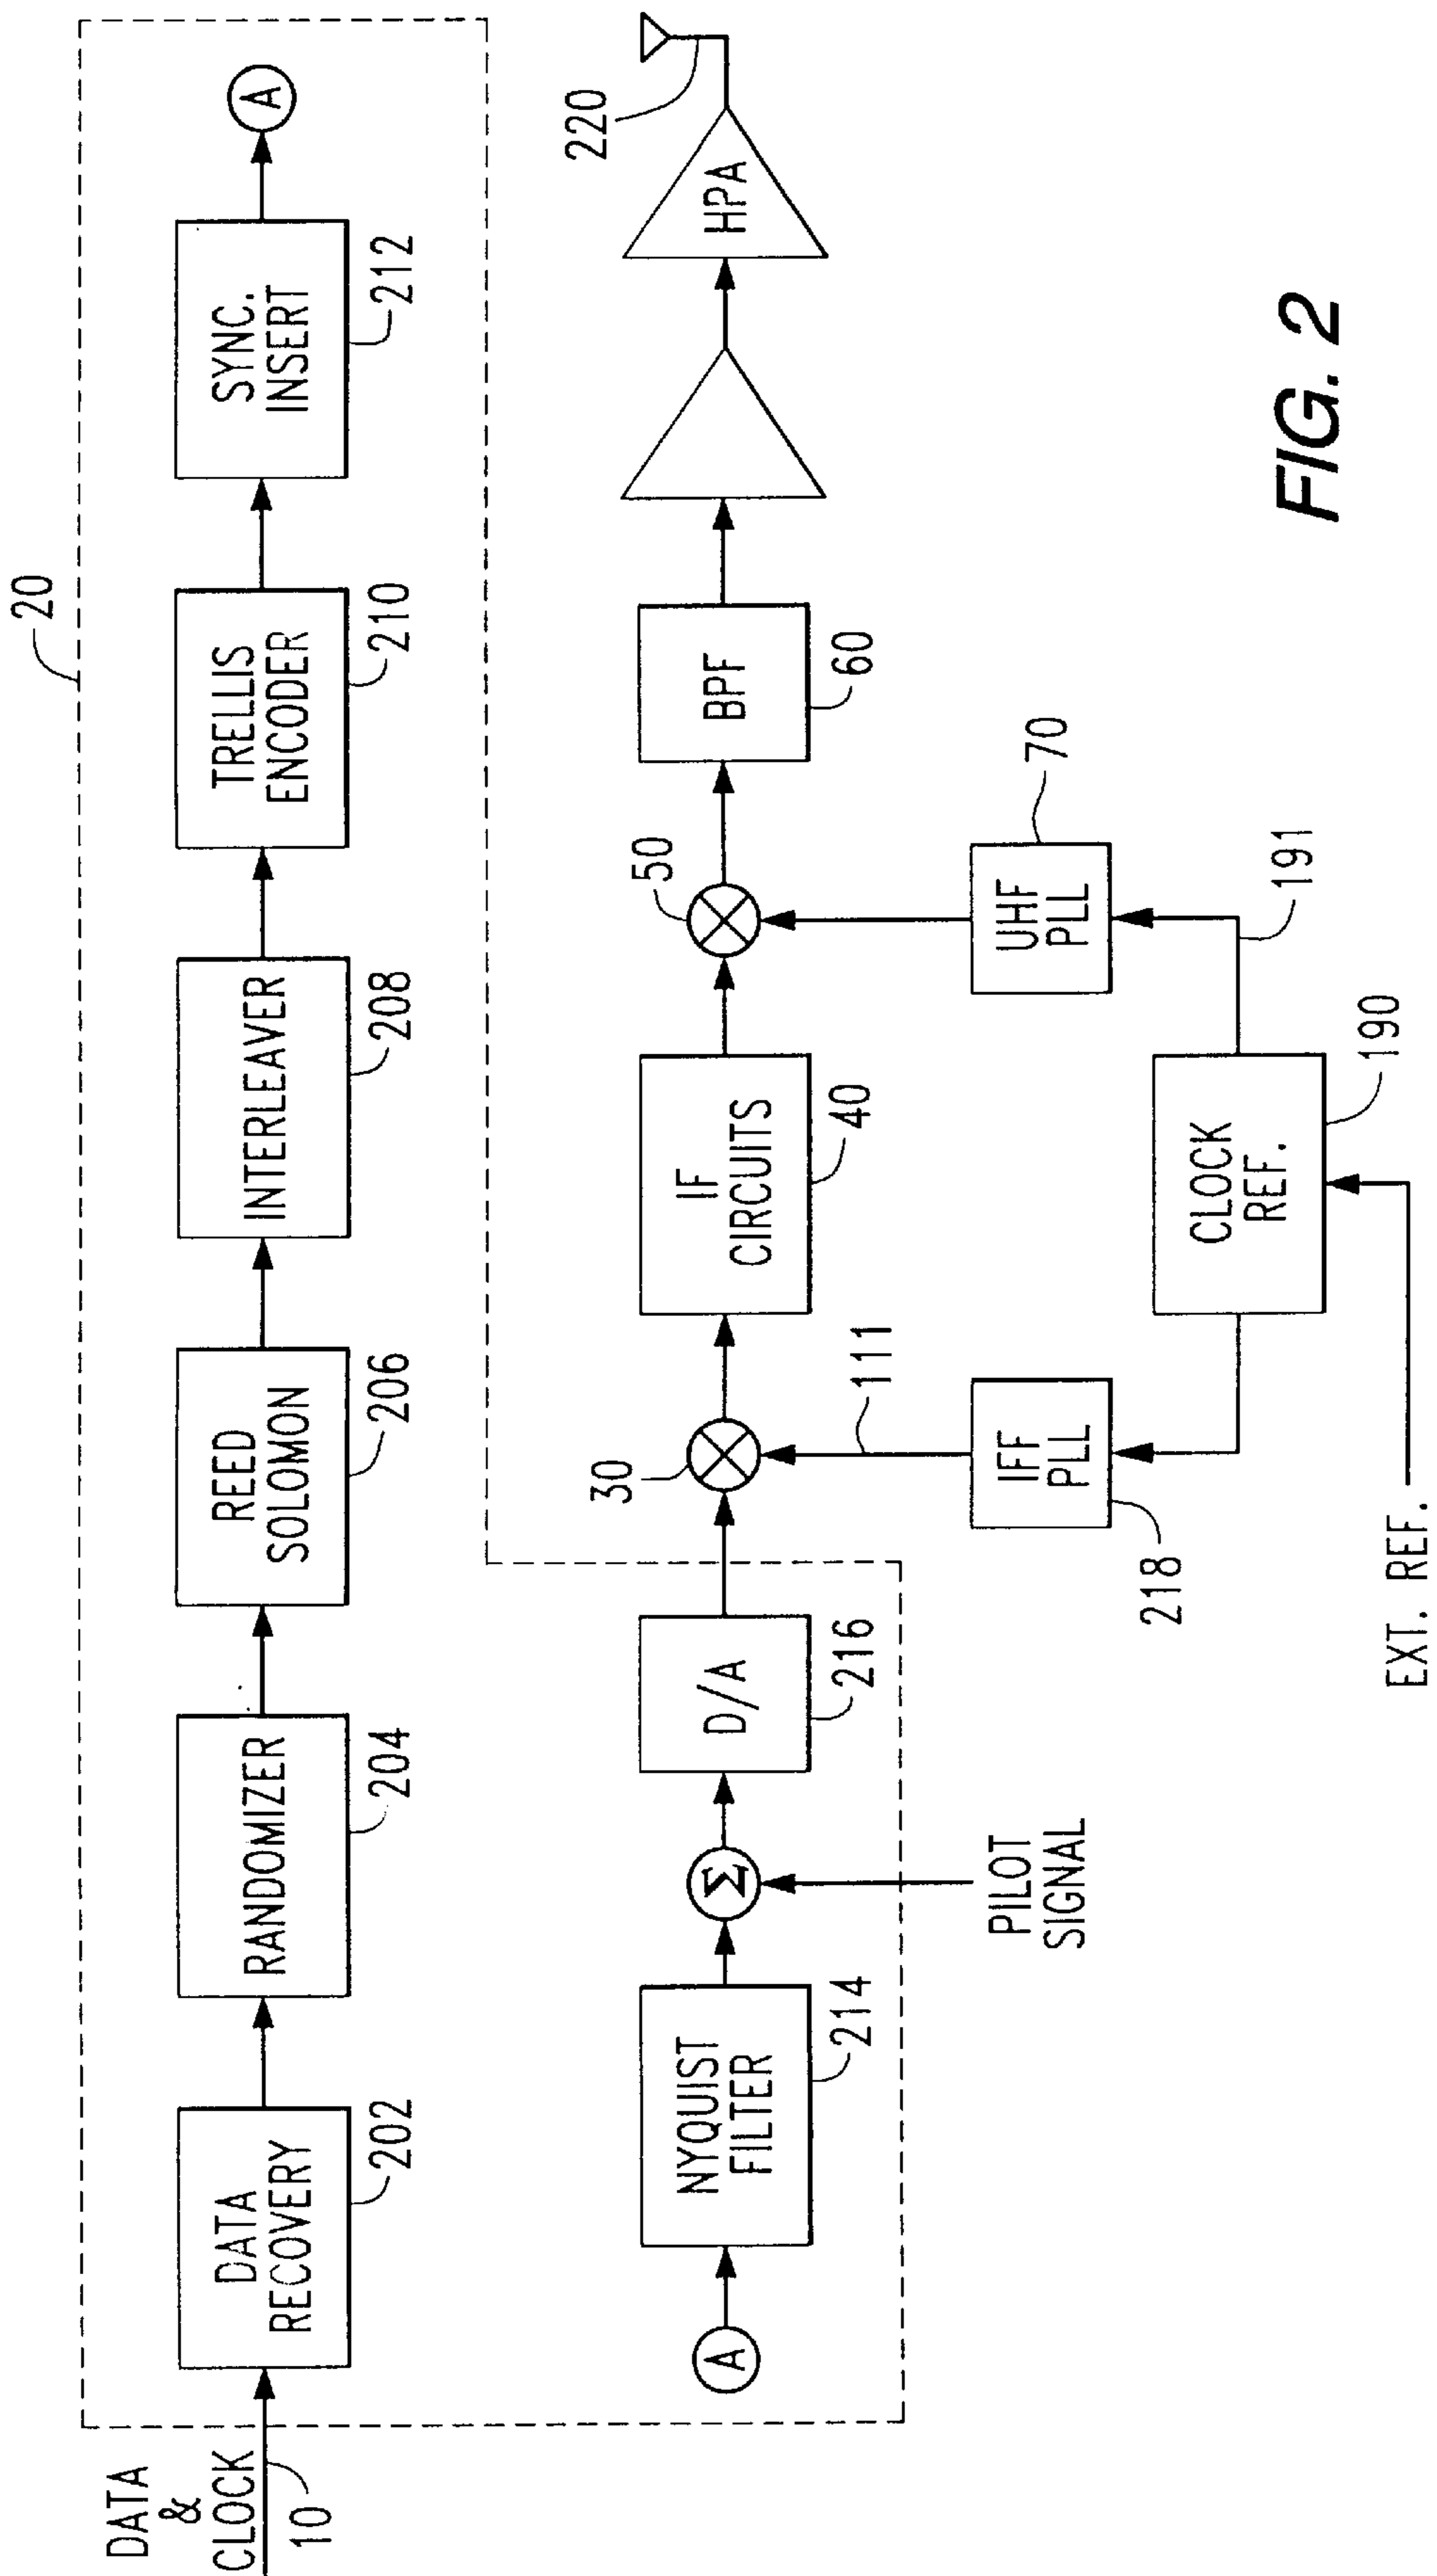 DATA
&
CLOCK
10
20
DATA
RECOVERY
202
RANDOMIZER
204
REED
SOLOMON
206
INTERLEAVER
208
TRELLIS
ENCODER
210
SYNC.
INSERT
212
A
A
NYQUIST
FILTER
214
Σ
PILOT
SIGNAL
D/A
216
30
111
IFF
PLL
218
IF
CIRCUITS
40
50
UHF
PLL
70
191
CLOCK
REF.
190
EXT. REF.
BPF
60
HPA
220
FIG. 2